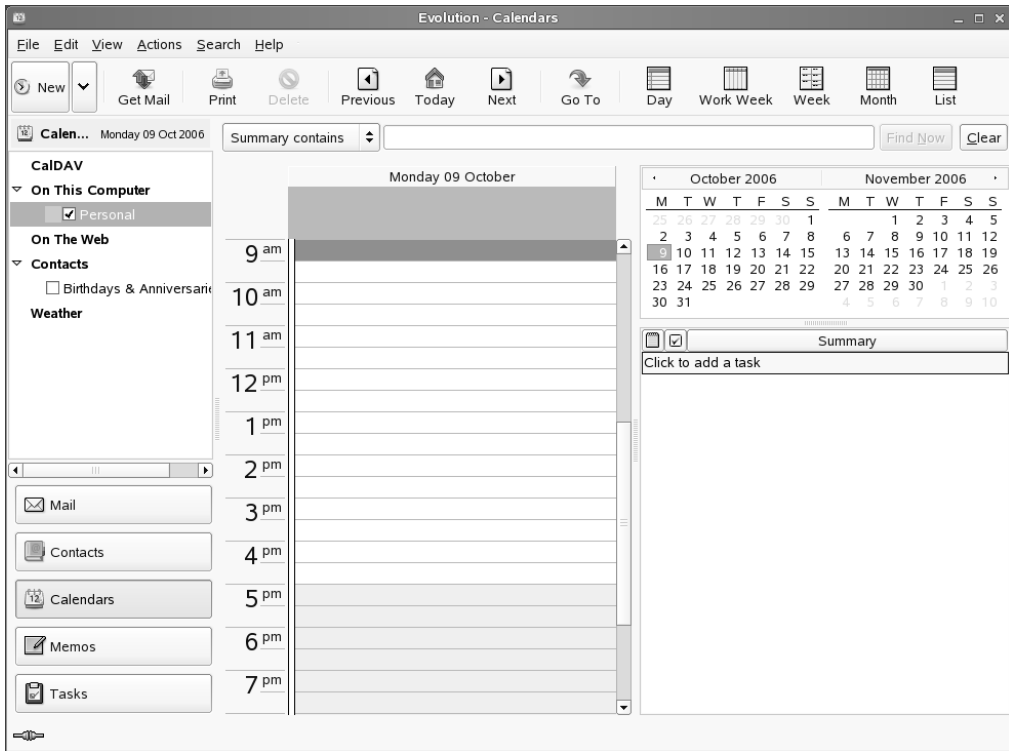 Evolution - Calendars
File Edit View Actions Search Help
New Get Mail Print Delete Previous Today Next Go To Day Work Week Week Month List
Calen... Monday 09 Oct 2006 Summary contains Find Now Clear
CalDAV
On This Computer
Personal
On The Web
Contacts
Birthdays & Anniversarie
Weather
Mail
Contacts
12 Calendars
Memos
Tasks
Monday 09 October
9 am
10 am
11 am
12 pm
1 pm
2 pm
3 pm
4 pm
5 pm
6 pm
7 pm
October 2006
M T W T F S S
25 26 27 28 29 30 1
2 3 4 5 6 7 8
9 10 11 12 13 14 15
16 17 18 19 20 21 22
23 24 25 26 27 28 29
30 31
November 2006
M T W T F S S
1 2 3 4 5
6 7 8 9 10 11 12
13 14 15 16 17 18 19
20 21 22 23 24 25 26
27 28 29 30 1 2 3
4 5 6 7 8 9 10
Summary
Click to add a task